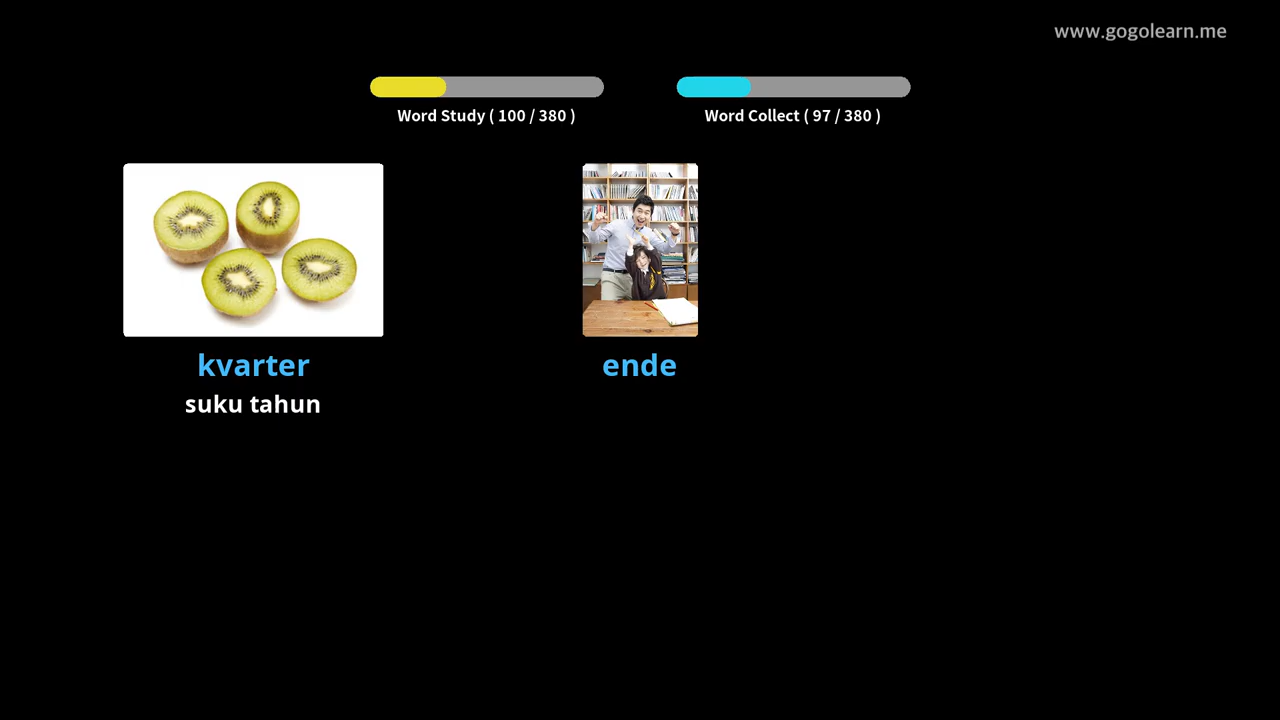 www.gogolearn.me
Word Study ( 100 / 380 )
Word Collect ( 97 / 380 )
kvarter
suku tahun
ende